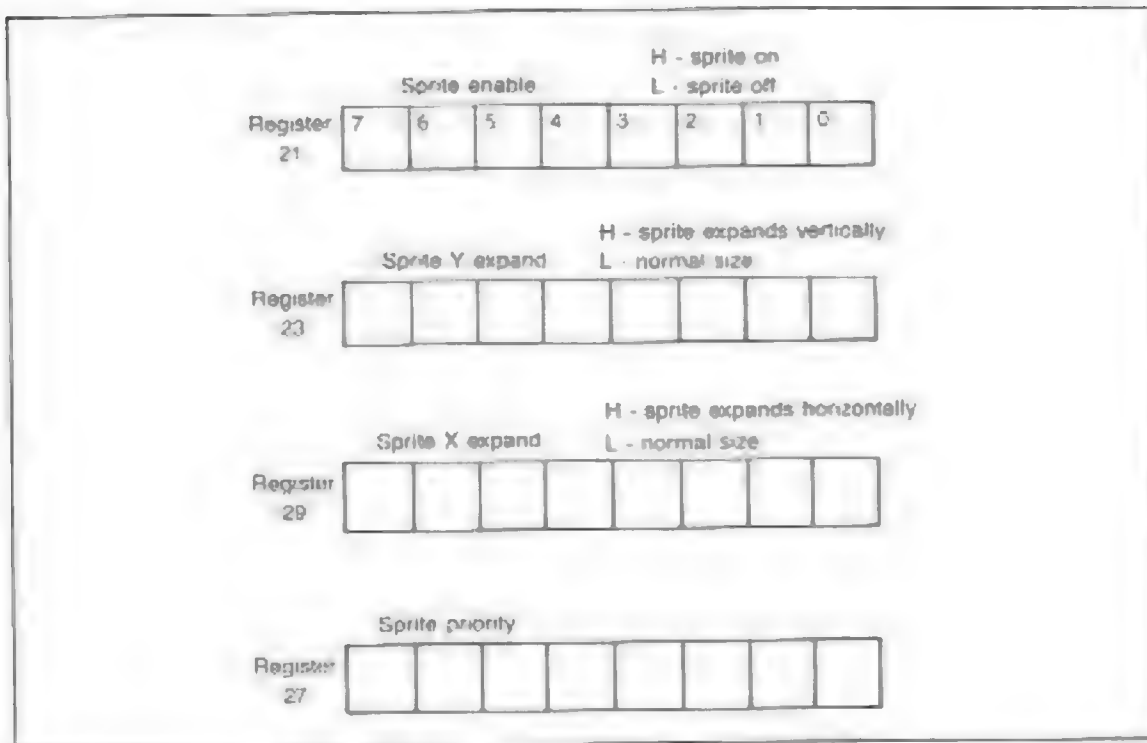 H - sprite on
Sprite enable L - sprite off
Register 21
7 6 5 4 3 2 1 0
H - sprite expands vertically
Sprite Y expand L - normal size
Register 23
H - sprite expands horizontally
Sprite X expand L - normal size
Register 29
Sprite priority
Register 27